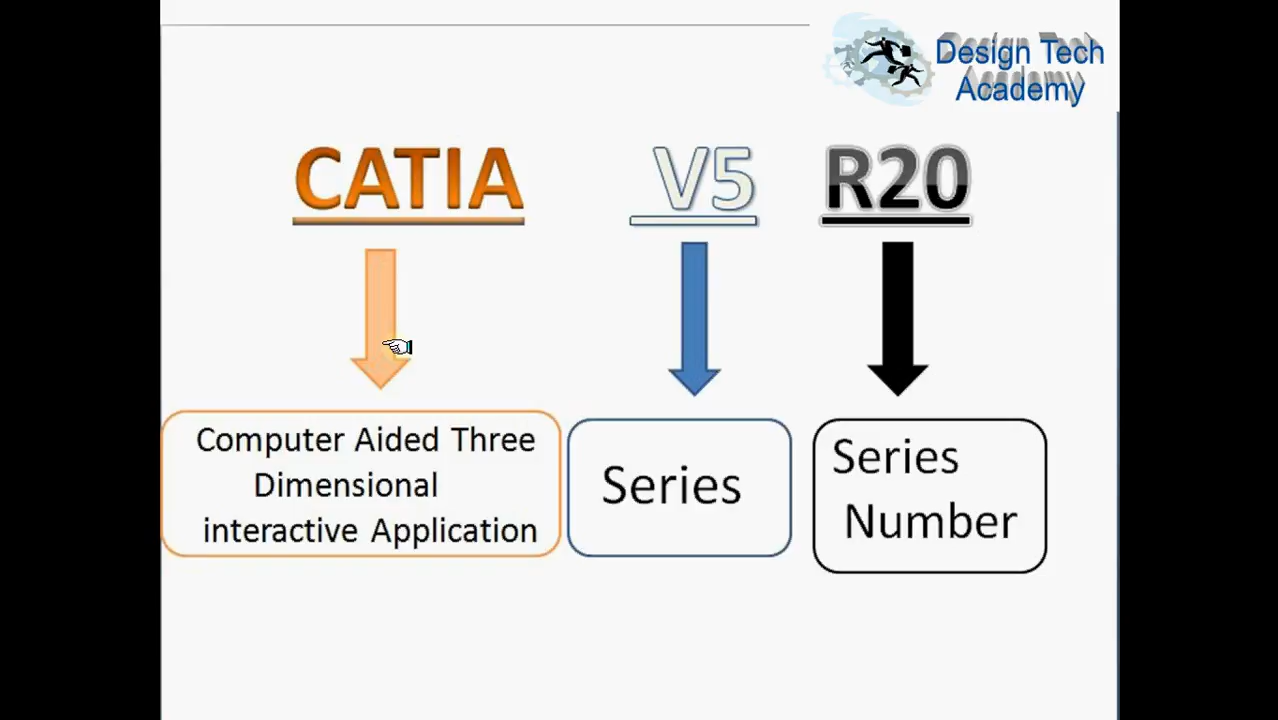 Design Tech
Academy
CATIA V5 R20
Computer Aided Three
Dimensional
interactive Application
Series
Series
Number